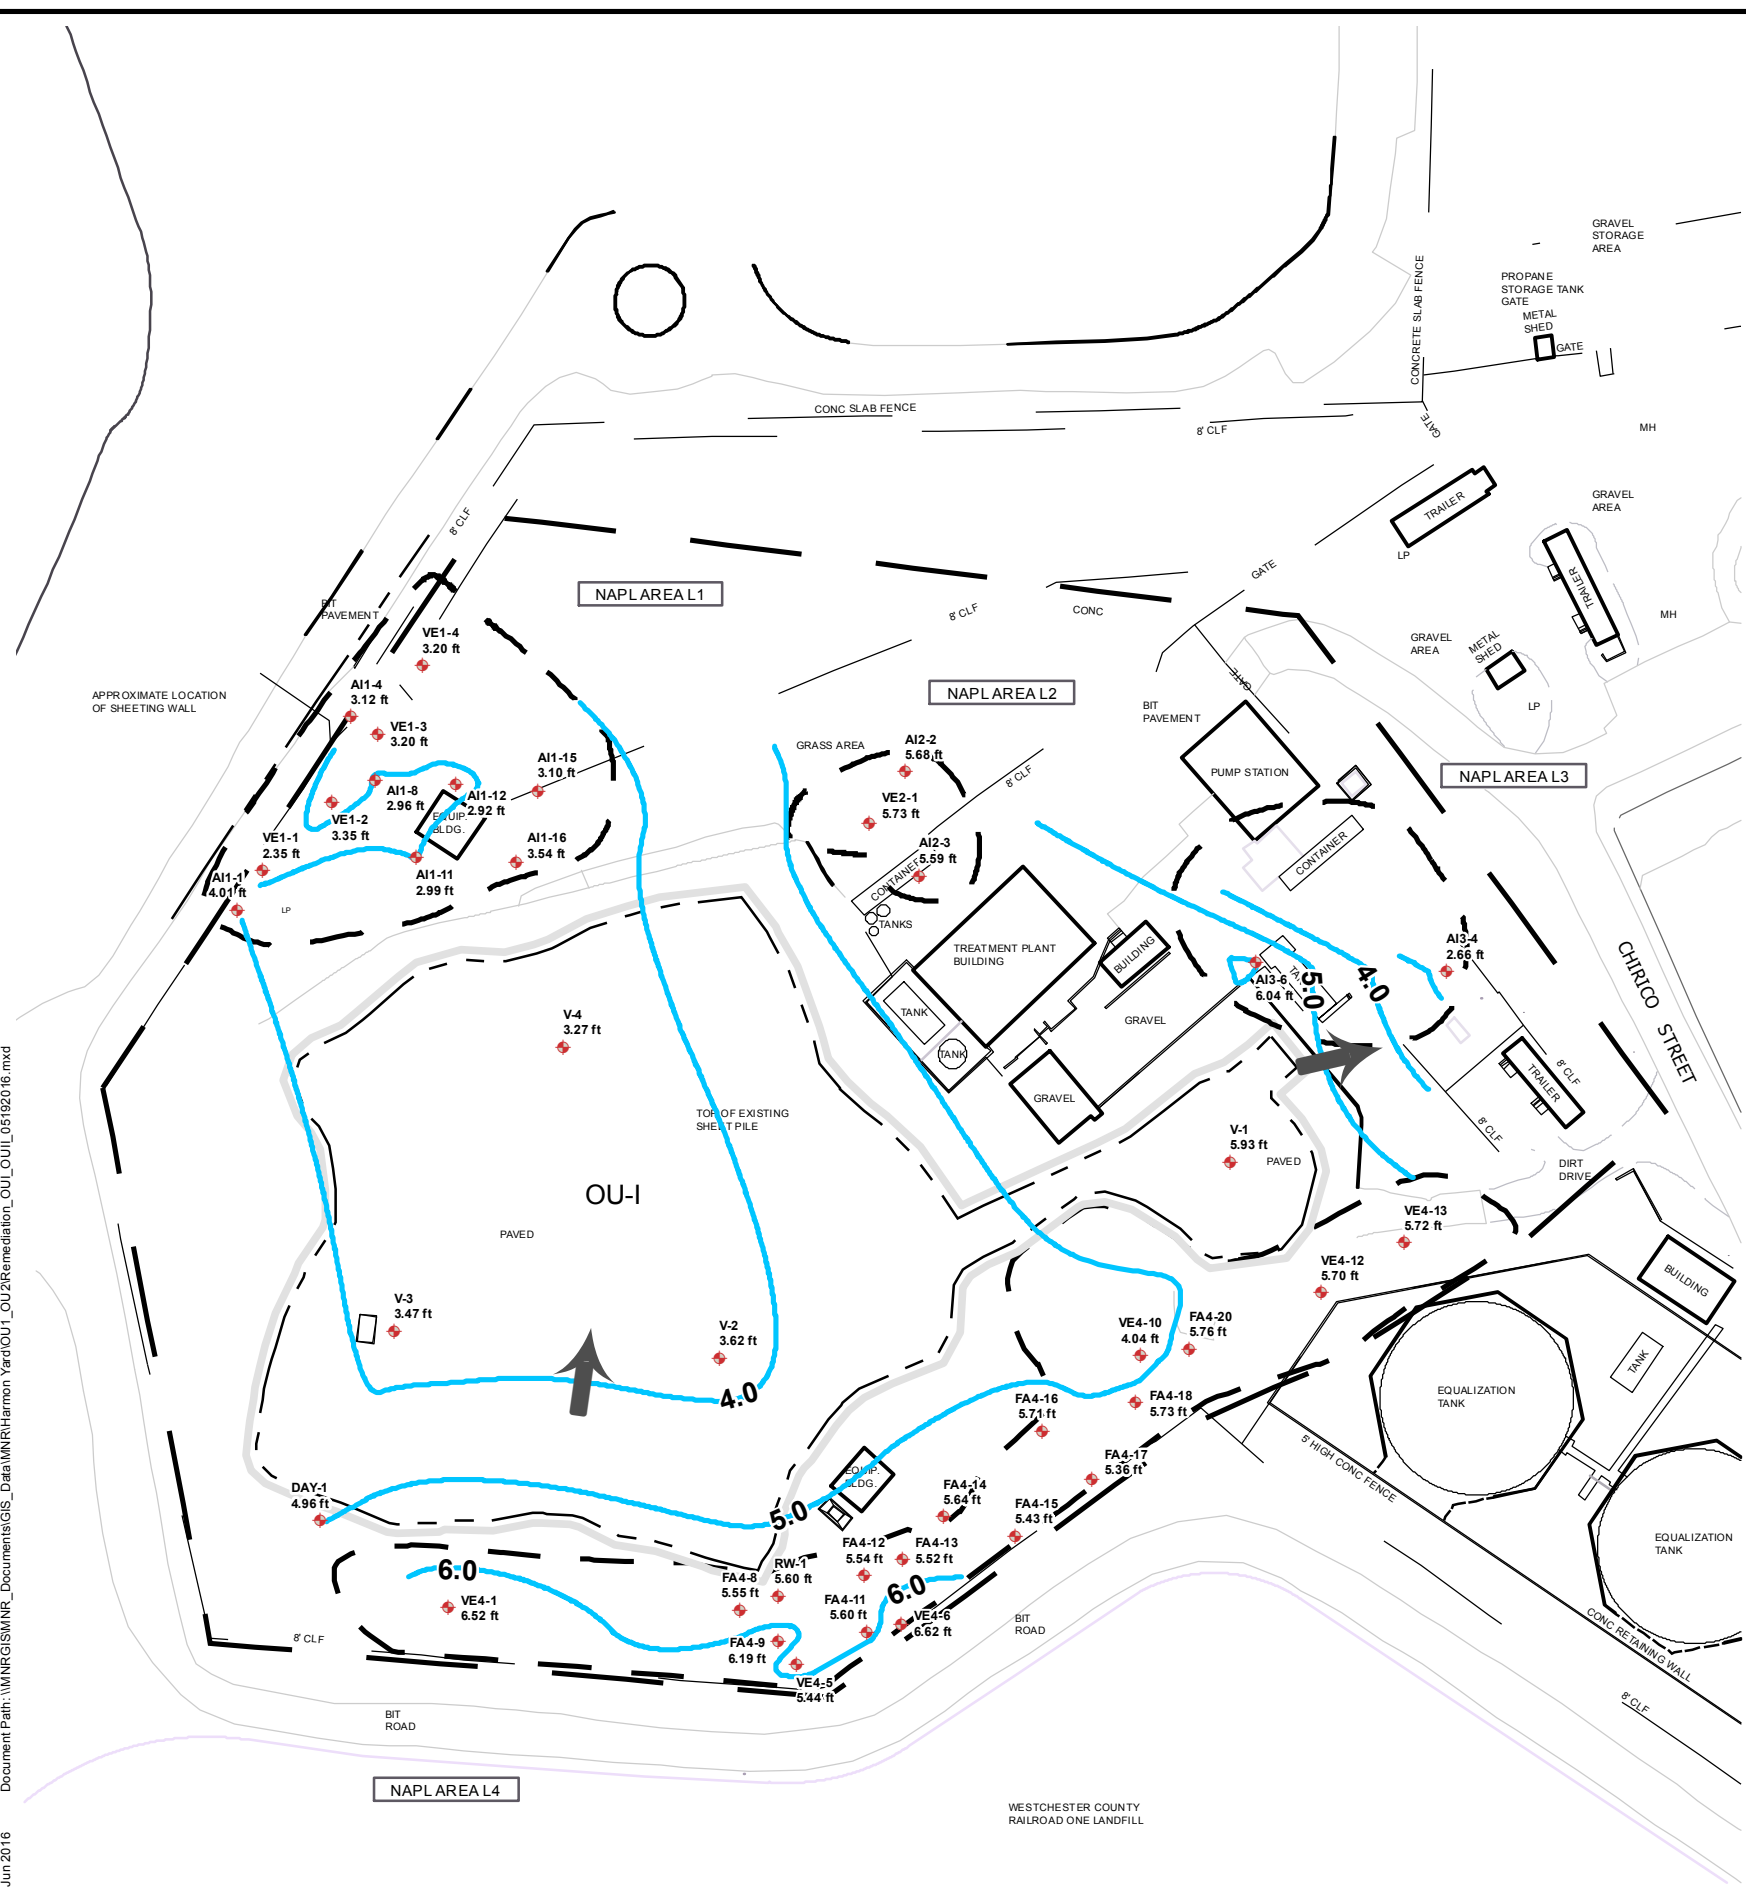 GRAVEL
STORAGE
AREA
PROPANE
STORAGE TANK
GATE
METAL
SHED
GATE
CONCRETE SLAB FENCE
CONC SLAB FENCE
8' CLF
GATE
MH
TRAILER
GRAVEL
AREA
LP
8' CLF
GATE
TRAILER
NAPL AREA L1
BIT
PAVEMENT
8' CLF
CONC
MH
VE1-4
3.20 ft
GRAVEL
AREA
METAL
SHED
GATE
NAPL AREA L2
AI1-4
3.12 ft
APPROXIMATE LOCATION
OF SHEETING WALL
BIT
PAVEMENT
LP
VE1-3
3.20 ft
GRASS AREA
AI2-2
5.68 ft
AI1-15
3.10 ft
8' CLF
PUMP STATION
NAPL AREA L3
AI1-8
2.96 ft
AI1-12
2.92 ft
VE2-1
5.73 ft
EQUIP.
BLDG.
VE1-2
3.35 ft
VE1-1
2.35 ft
AI1-16
3.54 ft
AI2-3
5.59 ft
CONTAINER
CONTAINER
AI1-11
2.99 ft
AI1-1
4.01 ft
LP
TANKS
TREATMENT PLANT
BUILDING
BUILDING
AI3-4
2.66 ft
CHIRICO STREET
AI3-6
6.04 ft
5.0
4.0
TANK
V-4
3.27 ft
GRAVEL
TANK
8' CLF
TRAILER
GRAVEL
TOP OF EXISTING
SHEET PILE
8' CLF
V-1
5.93 ft
PAVED
DIRT
DRIVE
OU-I
PAVED
VE4-13
5.72 ft
VE4-12
5.70 ft
BUILDING
V-3
3.47 ft
V-2
3.62 ft
VE4-10
4.04 ft
FA4-20
5.76 ft
TANK
4.0
FA4-16
5.71 ft
FA4-18
5.73 ft
EQUALIZATION
TANK
5' HIGH CONC FENCE
FA4-17
5.36 ft
EQUIP.
BLDG.
DAY-1
4.96 ft
FA4-14
5.64 ft
FA4-15
5.43 ft
5.0
EQUALIZATION
TANK
FA4-12
5.54 ft
FA4-13
5.52 ft
RW-1
5.60 ft
6.0
FA4-8
5.55 ft
6.0
VE4-1
6.52 ft
FA4-11
5.60 ft
VE4-6
6.62 ft
BIT
ROAD
CONC RETAINING WALL
8' CLF
FA4-9
6.19 ft
VE4-5
5.44 ft
8' CLF
BIT
ROAD
NAPL AREA L4
WESTCHESTER COUNTY
RAILROAD ONE LANDFILL
Jun 2016 Document Path: \\MNRGIS\MNR_Documents\GIS_Data\MNR\Harmon Yard\OU1_OU2\Remediation_OUI_OUII_05192016.mxd